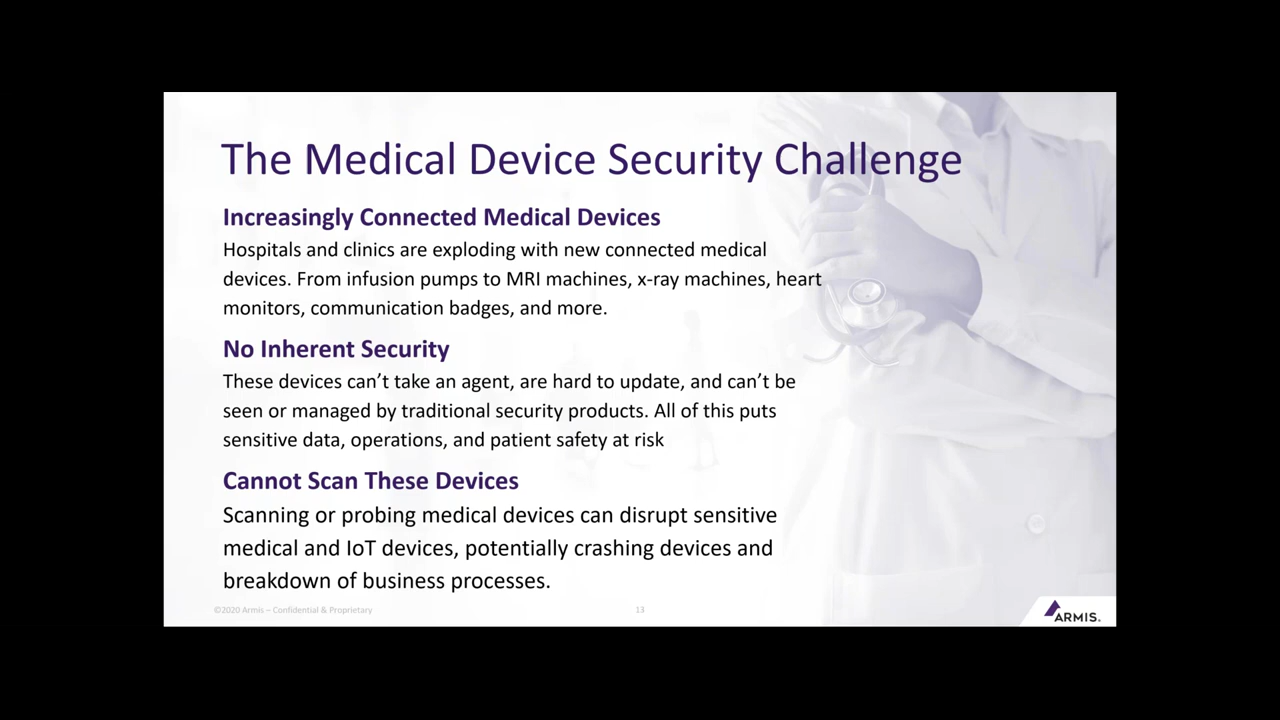 The Medical Device Security Challenge
Increasingly Connected Medical Devices
Hospitals and clinics are exploding with new connected medical
devices. From infusion pumps to MRI machines, x-ray machines, heart
monitors, communication badges, and more.
No Inherent Security
These devices can’t take an agent, are hard to update, and can’t be
seen or managed by traditional security products. All of this puts
sensitive data, operations, and patient safety at risk
Cannot Scan These Devices
Scanning or probing medical devices can disrupt sensitive
medical and IoT devices, potentially crashing devices and
breakdown of business processes.
©2020 Armis – Confidential & Proprietary
13
ARMIS.